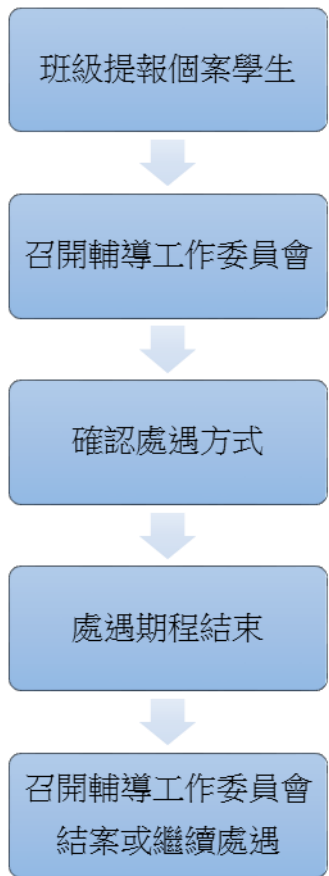 班級提報個案學生
召開輔導工作委員會
確認處遇方式
處遇期程結束
召開輔導工作委員會
結案或繼續處遇